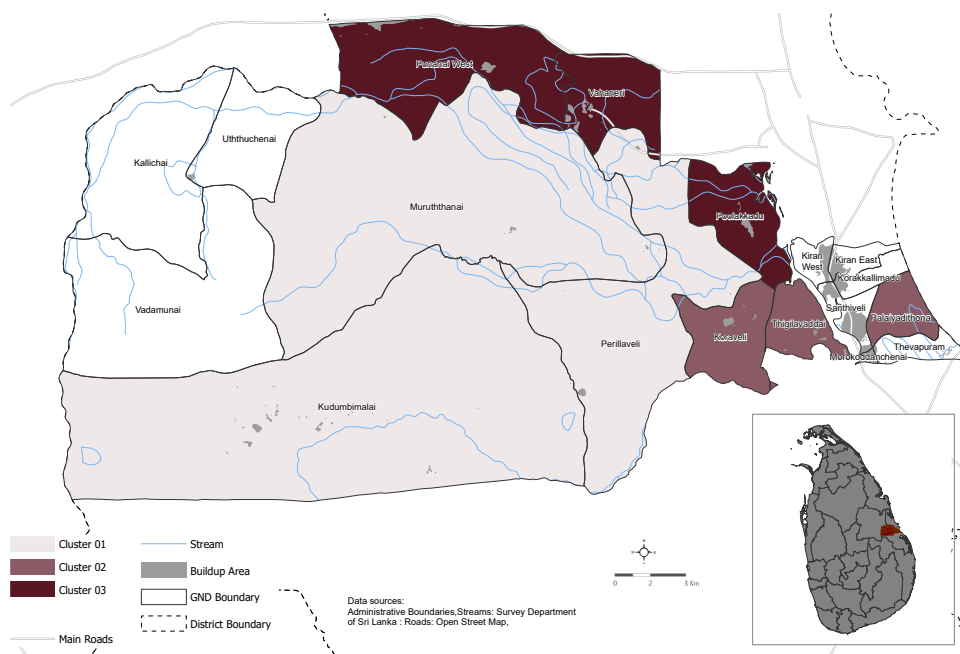 Punanai West
Vahaneri
Uththuchenai
Kallichai
Muruththanai
Poolakkadu
Kiran
West
Kiran East
Korakkallimadu
Vadamunai
Santhiveli
Palaiyadithona
Thigilavaddai
Koraveli
Perillaveli
Thevapuram
Morakoddanchenai
Kudumbimalai
Cluster 01
Cluster 02
Cluster 03
Main Roads
Stream
Buildup Area
GND Boundary
District Boundary
0 2 3 Km
Data sources:
Administrative Boundaries,Streams: Survey Department
of Sri Lanka : Roads: Open Street Map,